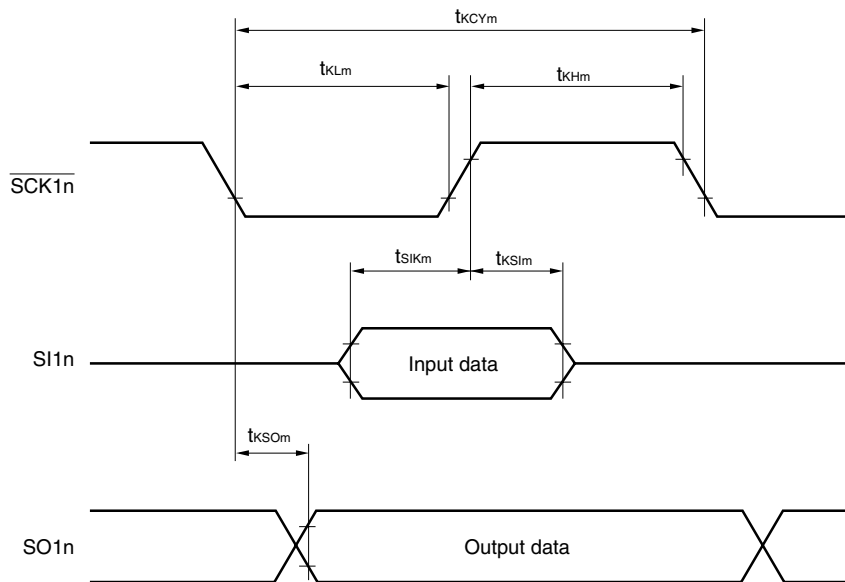 tKCYm
tKLm
tKHm
SCK1n
tSIKm
tKSIm
SI1n
Input data
tKSOm
SO1n
Output data